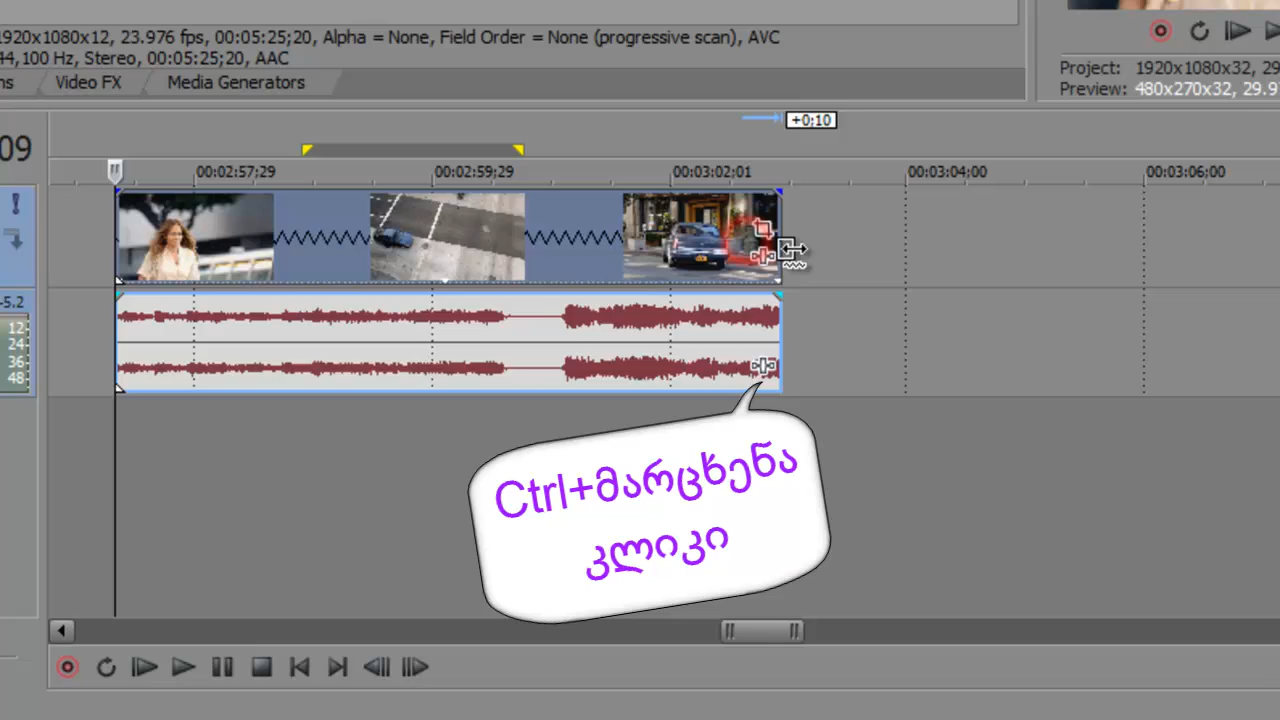 1920x1080x12, 23.976 fps, 00:05:25;20, Alpha = None, Field Order = None (progressive scan), AVC
44,100 Hz, Stereo, 00:05:25;20, AAC
ns Video FX Media Generators
Project: 1920x1080x32, 29
Preview: 480x270x32, 29.9
+0;10
09
00:02:57;29 00:02:59;29 00:03:02;01 00:03:04;00 00:03:06;00
-5.2
12
24
36
48
Ctrl+მარცხენა
კლიკი